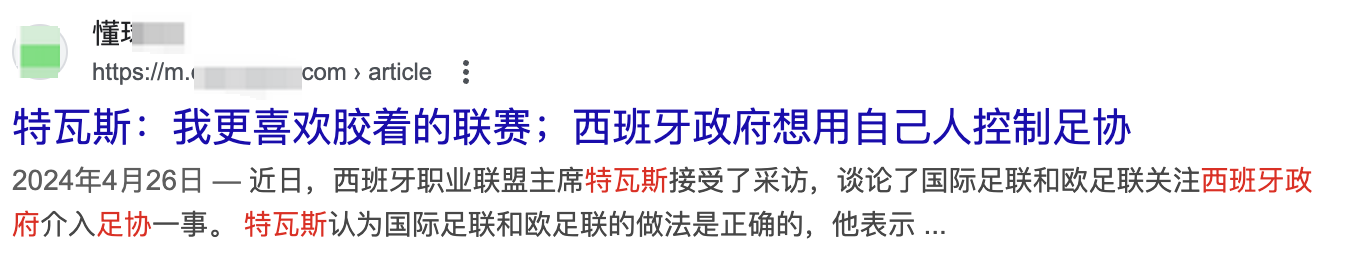 懂
https://m. com › article
特瓦斯：我更喜欢胶着的联赛；西班牙政府想用自己人控制足协
2024年4月26日 — 近日，西班牙职业联盟主席特瓦斯接受了采访，谈论了国际足联和欧足联关注西班牙政
府介入足协一事。 特瓦斯认为国际足联和欧足联的做法是正确的，他表示 ...